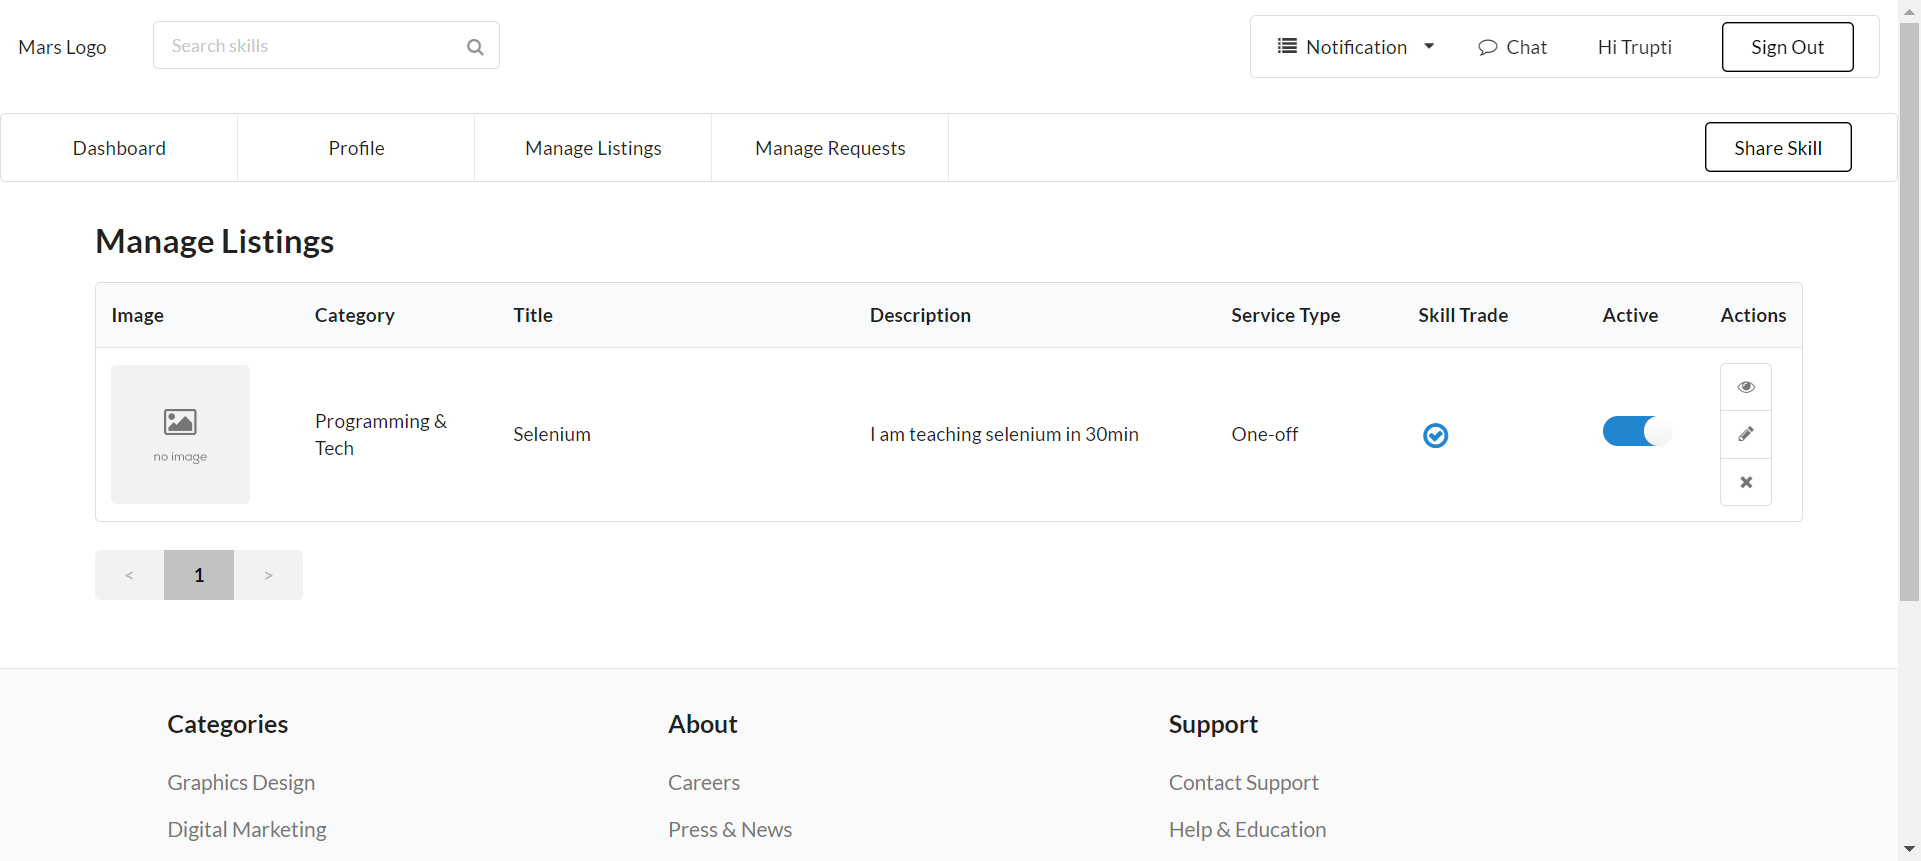 Mars Logo
Search skills
Notification
Chat
Hi Trupti
Sign Out
Dashboard
Profile
Manage Listings
Manage Requests
Share Skill
Manage Listings
Image
Category
Title
Description
Service Type
Skill Trade
Active
Actions
no image
Programming &
Tech
Selenium
I am teaching selenium in 30min
One-off
<
1
>
Categories
About
Support
Graphics Design
Careers
Contact Support
Digital Marketing
Press & News
Help & Education